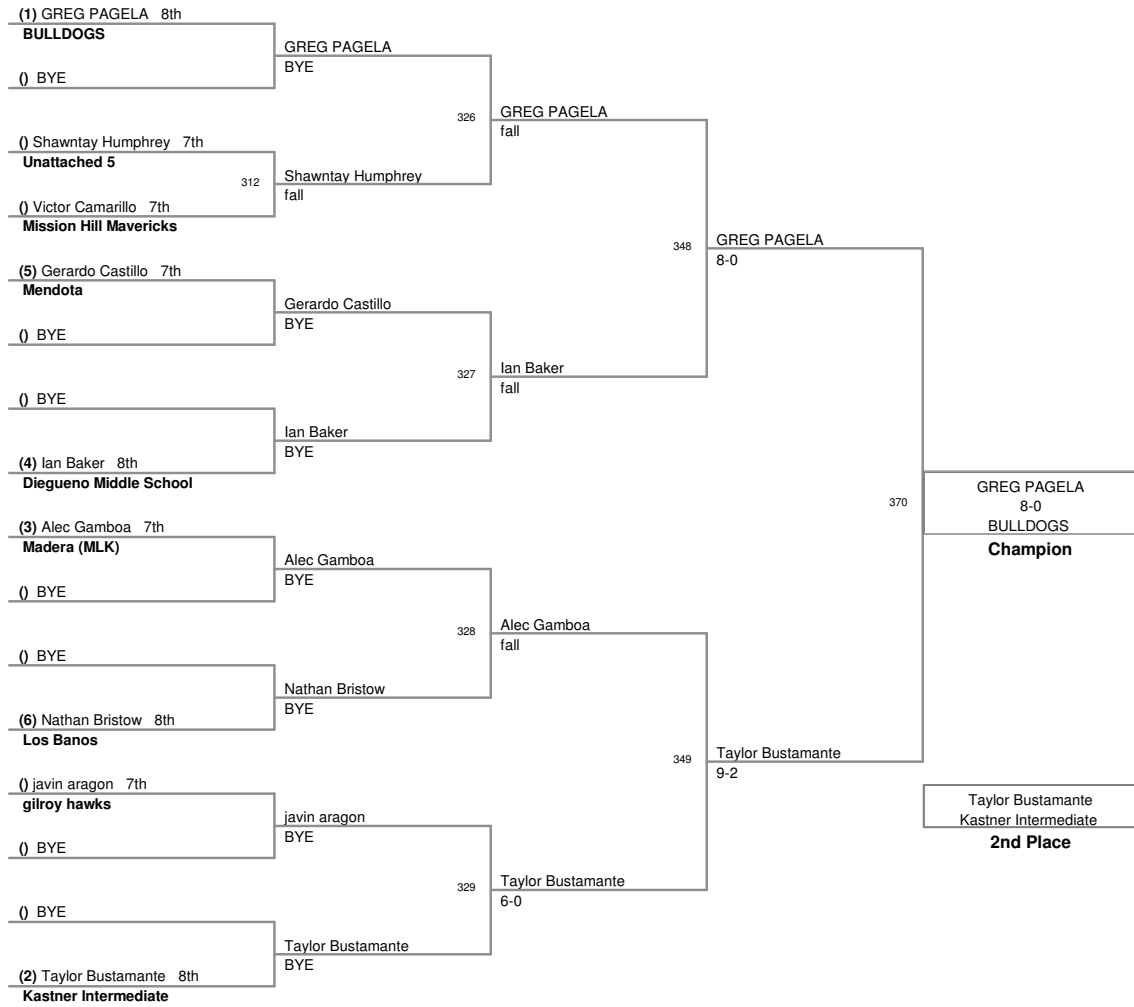 (1) GREG PAGELA 8th
BULLDOGS
() BYE
() Shawntay Humphrey 7th
Unattached 5
() Victor Camarillo 7th
Mission Hill Mavericks
(5) Gerardo Castillo 7th
Mendota
() BYE
() BYE
(4) Ian Baker 8th
Diegueno Middle School
(3) Alec Gamboa 7th
Madera (MLK)
() BYE
() BYE
(6) Nathan Bristow 8th
Los Banos
() javin aragon 7th
gilroy hawks
() BYE
() BYE
(2) Taylor Bustamante 8th
Kastner Intermediate
GREG PAGELA
BYE
312
Shawntay Humphrey
fall
Gerardo Castillo
BYE
Ian Baker
BYE
Alec Gamboa
BYE
Nathan Bristow
BYE
javin aragon
BYE
Taylor Bustamante
BYE
326
GREG PAGELA
fall
327
Ian Baker
fall
328
Alec Gamboa
fall
329
Taylor Bustamante
6-0
348
GREG PAGELA
8-0
349
Taylor Bustamante
9-2
370
GREG PAGELA
8-0
BULLDOGS
Champion
Taylor Bustamante
Kastner Intermediate
2nd Place